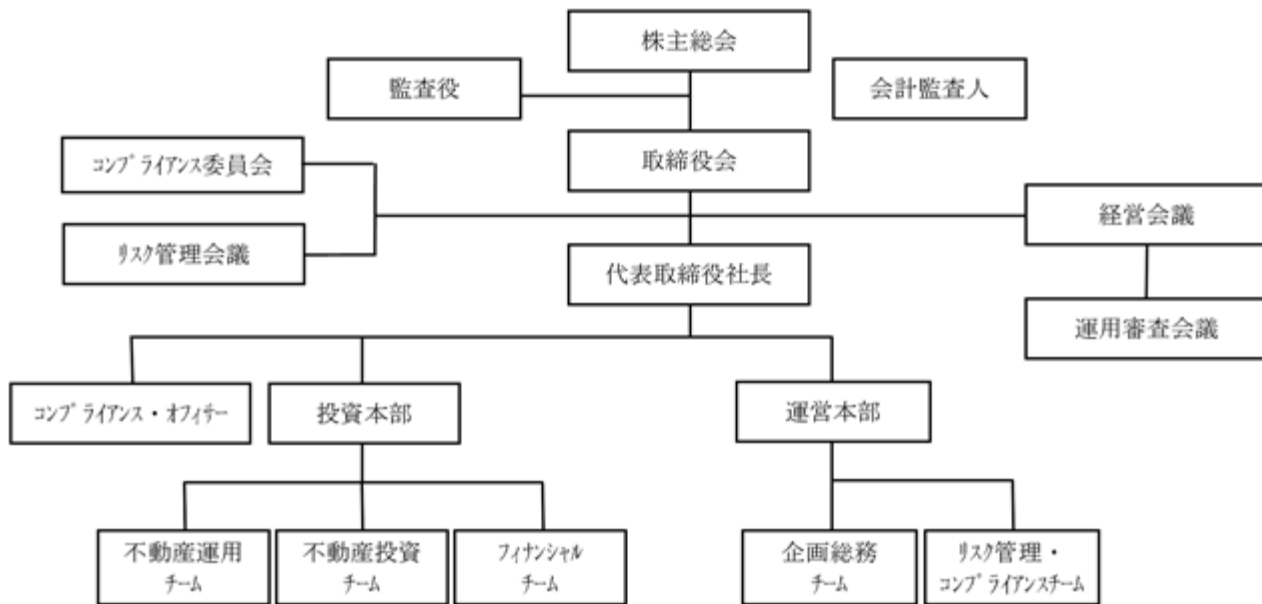 株主総会
監査役
会計監査人
取締役会
コンプライアンス委員会
リスク管理会議
経営会議
代表取締役社長
運用審査会議
コンプライアンス・オフィサー
投資本部
運営本部
不動産運用
チーム
不動産投資
チーム
フィナンシャル
チーム
企画総務
チーム
リスク管理・
コンプライアンスチーム